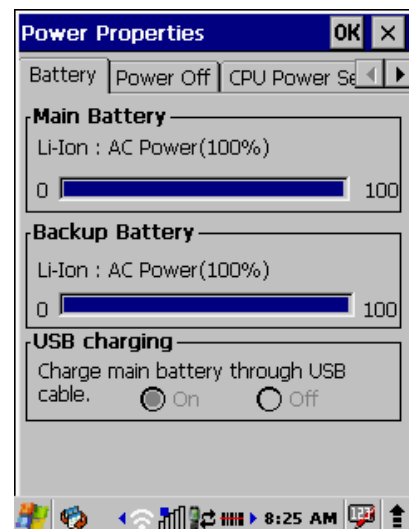 Power Properties OK ×
Battery Power Off CPU Power Se
Main Battery
Li-Ion : AC Power(100%)
0 100
Backup Battery
Li-Ion : AC Power(100%)
0 100
USB charging
Charge main battery through USB
cable. On Off
8:25 AM 123